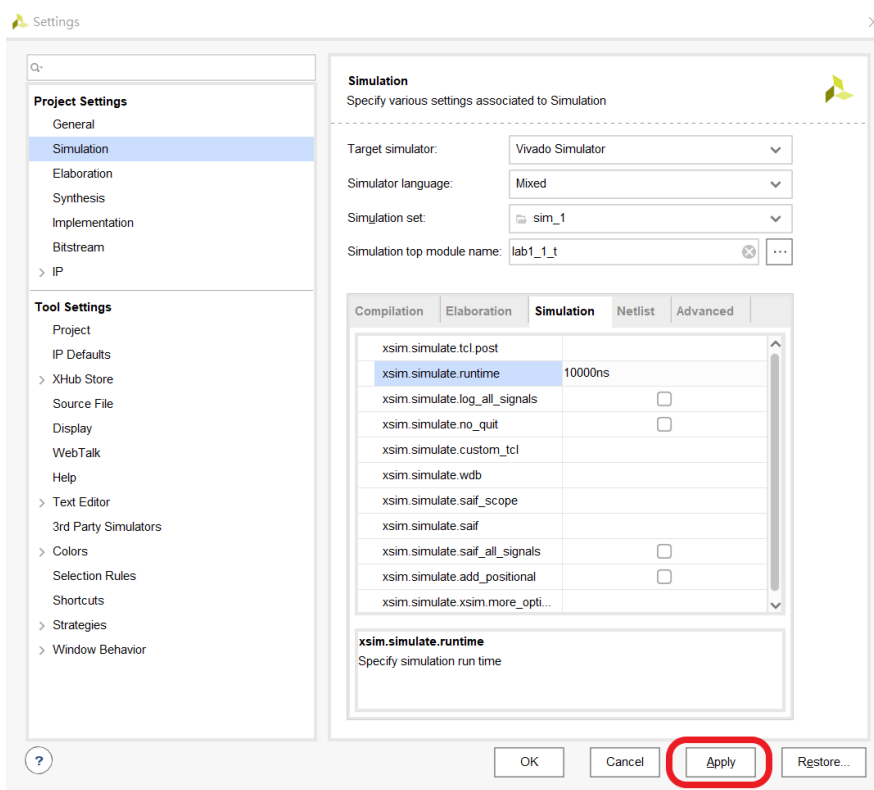 Settings
Project Settings
General
Simulation
Elaboration
Synthesis
Implementation
Bitstream
IP
Tool Settings
Project
IP Defaults
XHub Store
Source File
Display
WebTalk
Help
Text Editor
3rd Party Simulators
Colors
Selection Rules
Shortcuts
Strategies
Window Behavior
Simulation
Specify various settings associated to Simulation
Target simulator: Vivado Simulator
Simulator language: Mixed
Simulation set: sim_1
Simulation top module name: lab1_1_t ...
Compilation Elaboration Simulation Netlist Advanced
xsim.simulate.tcl.post
xsim.simulate.runtime 10000ns
xsim.simulate.log_all_signals
xsim.simulate.no_quit
xsim.simulate.custom_tcl
xsim.simulate.wdb
xsim.simulate.saif_scope
xsim.simulate.saif
xsim.simulate.saif_all_signals
xsim.simulate.add_positional
xsim.simulate.xsim.more_opti...
xsim.simulate.runtime
Specify simulation run time
? OK Cancel Apply Restore...